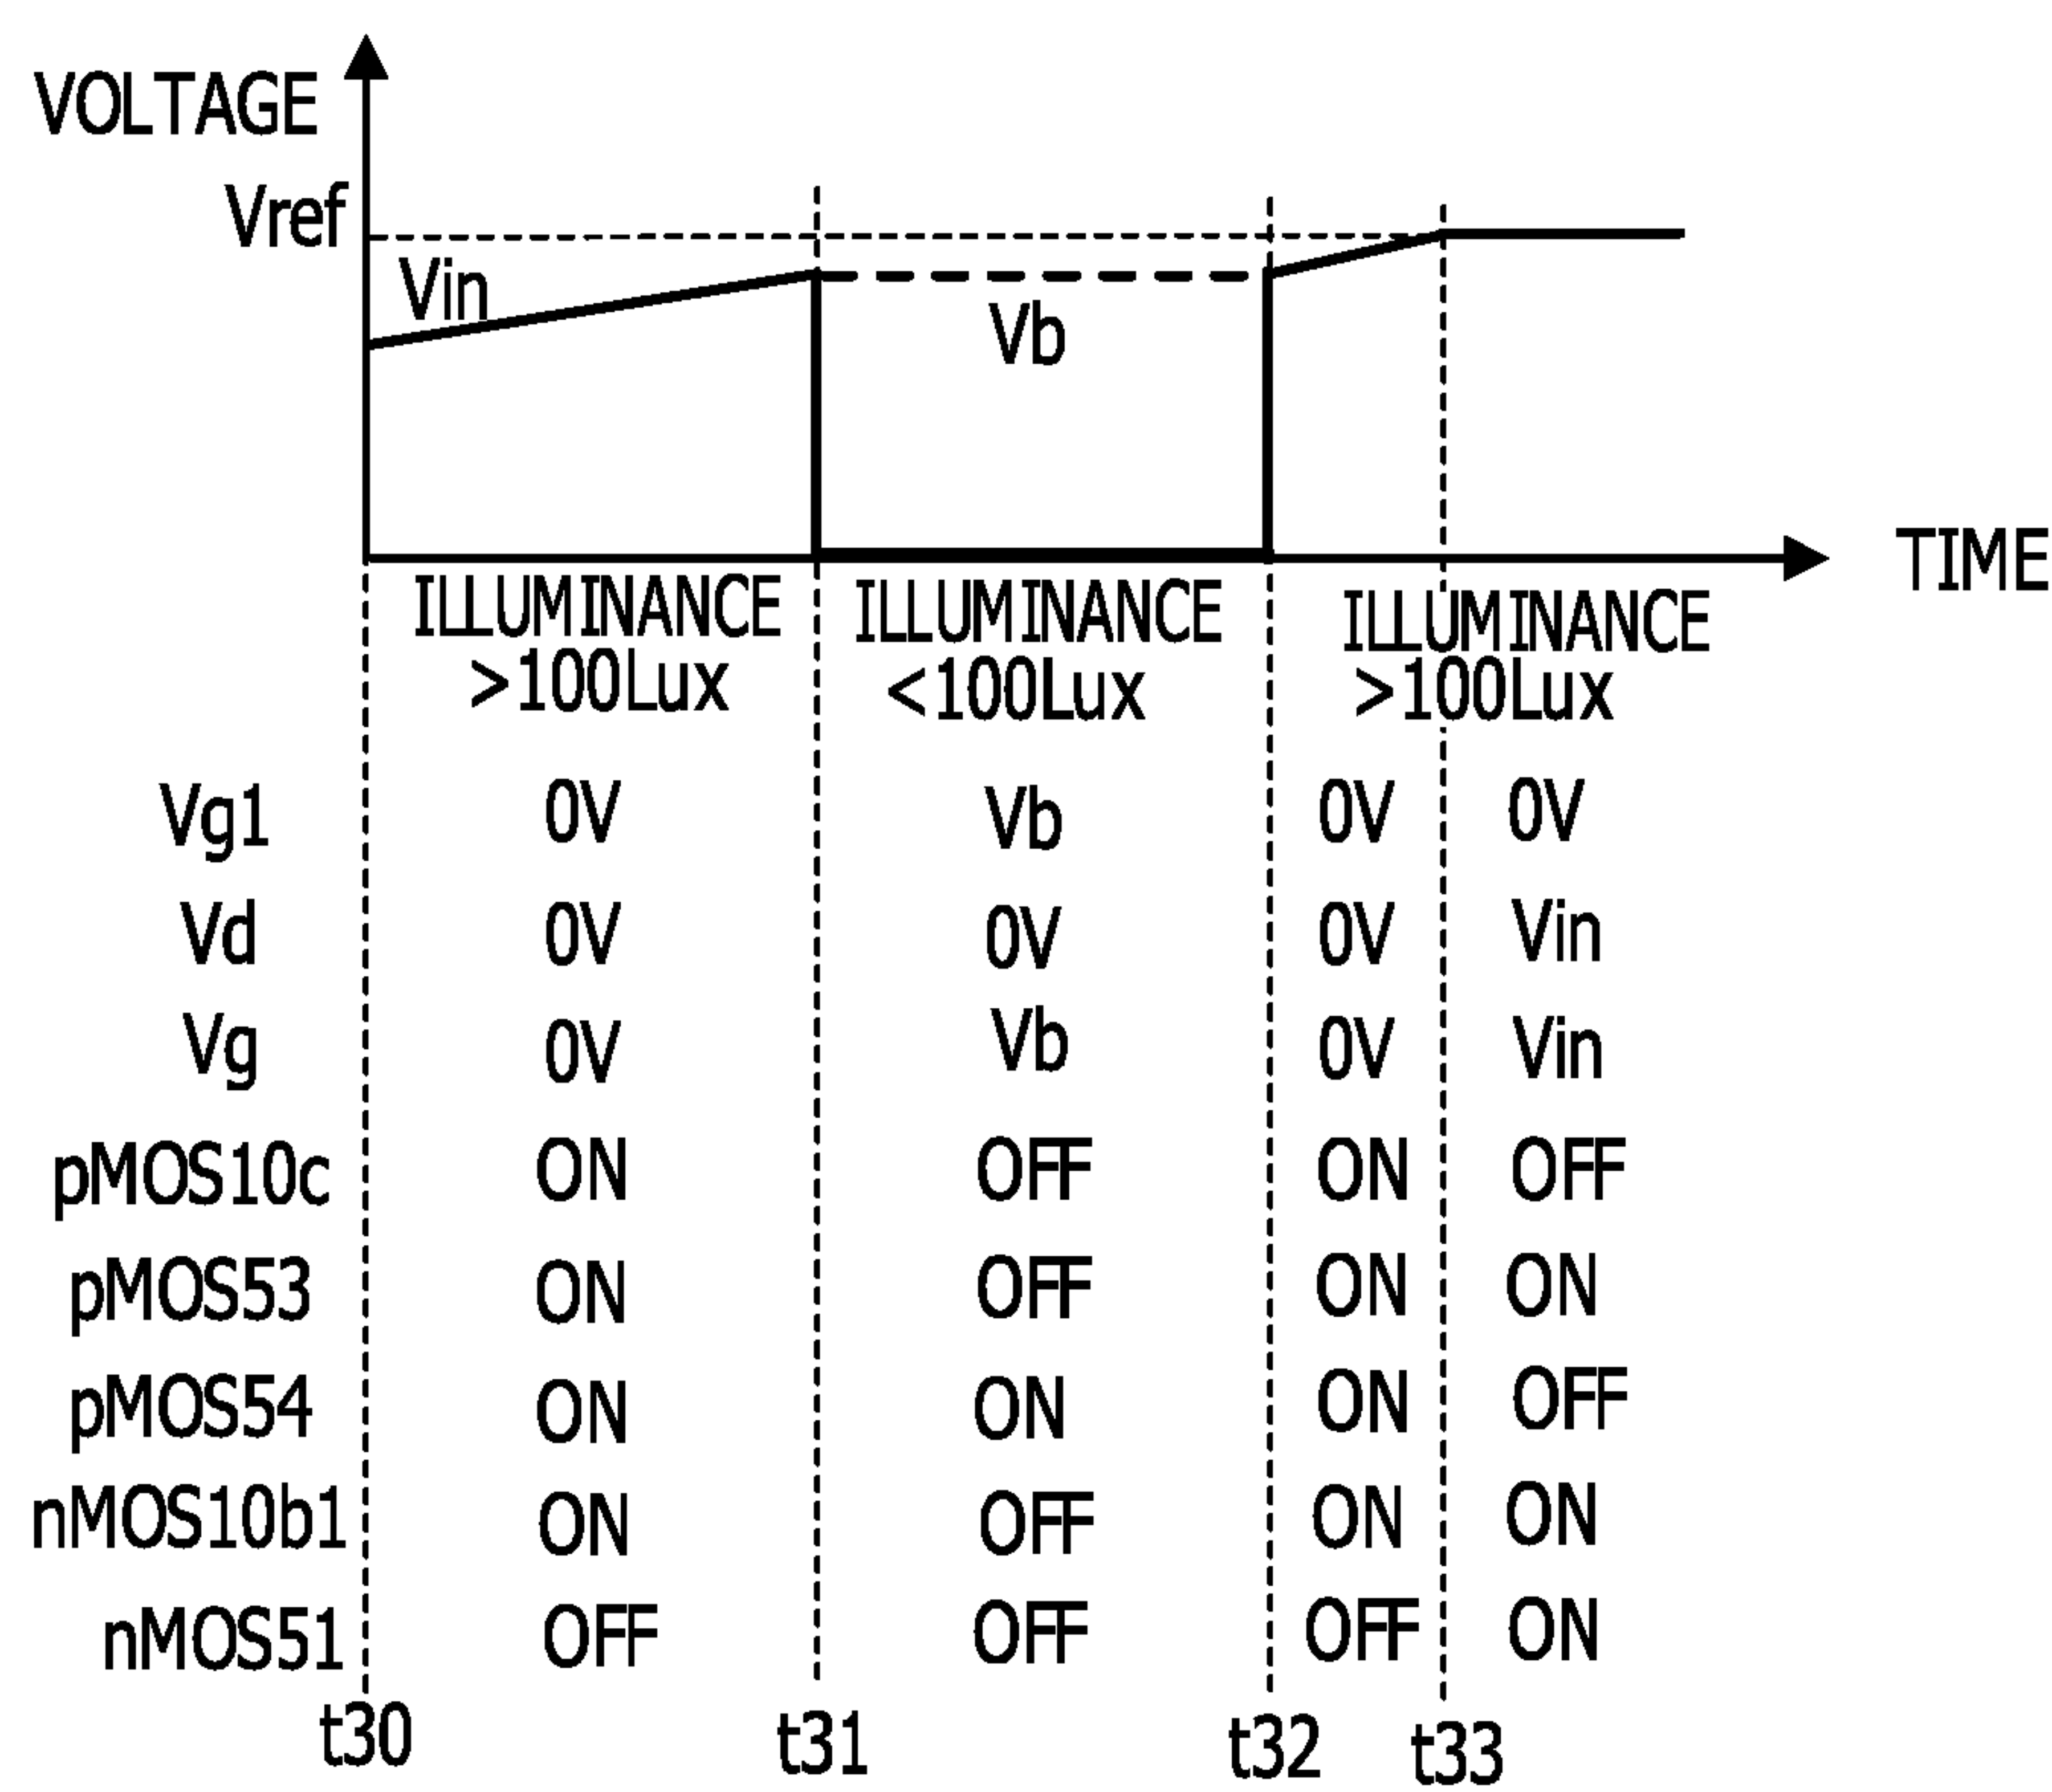 VOLTAGE
Vref
Vin
Vb
TIME
ILLUMINANCE ILLUMINANCE ILLUMINANCE
>100Lux <100Lux >100Lux
Vg1 0V Vb 0V 0V
Vd 0V 0V 0V Vin
Vg 0V Vb 0V Vin
pMOS10c ON OFF ON OFF
pMOS53 ON OFF ON ON
pMOS54 ON ON ON OFF
nMOS10b1 ON OFF ON ON
nMOS51 OFF OFF OFF ON
t30 t31 t32 t33